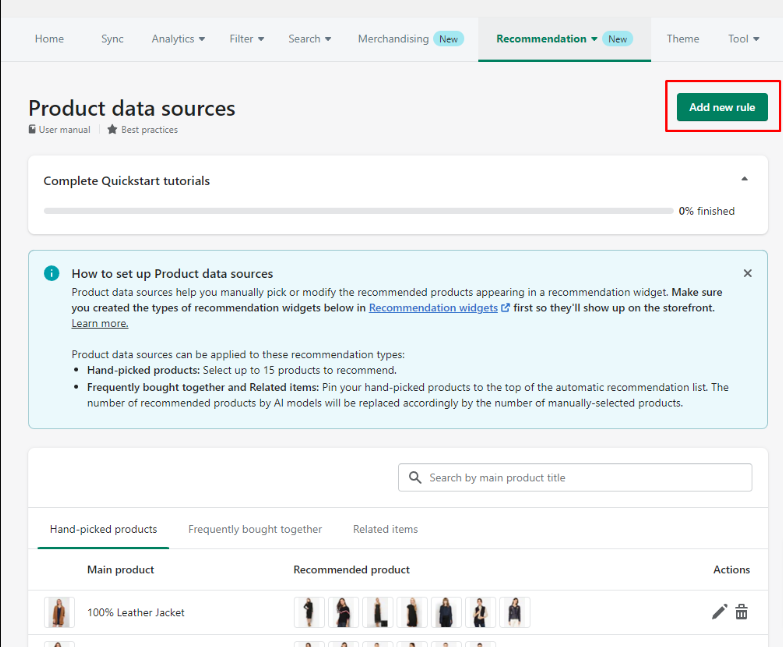 Home Sync Analytics Filter Search Merchandising New Recommendation New Theme Tool
Product data sources
Add new rule
User manual Best practices
Complete Quickstart tutorials
0% finished
How to set up Product data sources
Product data sources help you manually pick or modify the recommended products appearing in a recommendation widget. Make sure
you created the types of recommendation widgets below in Recommendation widgets first so they'll show up on the storefront.
Learn more.
Product data sources can be applied to these recommendation types:
• Hand-picked products: Select up to 15 products to recommend.
• Frequently bought together and Related items: Pin your hand-picked products to the top of the automatic recommendation list. The
number of recommended products by AI models will be replaced accordingly by the number of manually-selected products.
Search by main product title
Hand-picked products Frequently bought together Related items
Main product Recommended product Actions
100% Leather Jacket